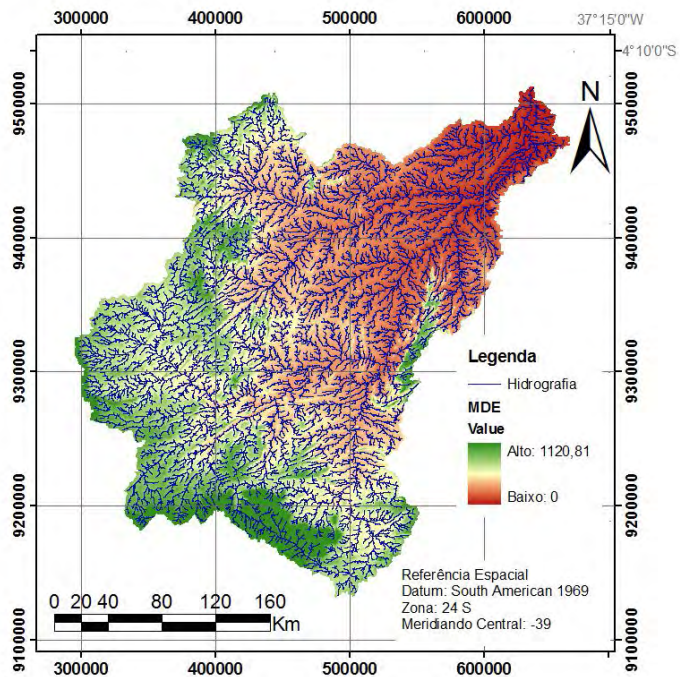 300000 400000 500000 600000 37°15'0"W
4°10'0"S
9500000 9500000
N
9400000 9400000
9300000 9300000
Legenda
Hidrografia
MDE
Value
Alto: 1120,81
Baixo: 0
9200000 9200000
Referência Espacial
Datum: South American 1969
Zona: 24 S
Meridiando Central: -39
0 20 40 80 120 160
Km
9100000 9100000
300000 400000 500000 600000